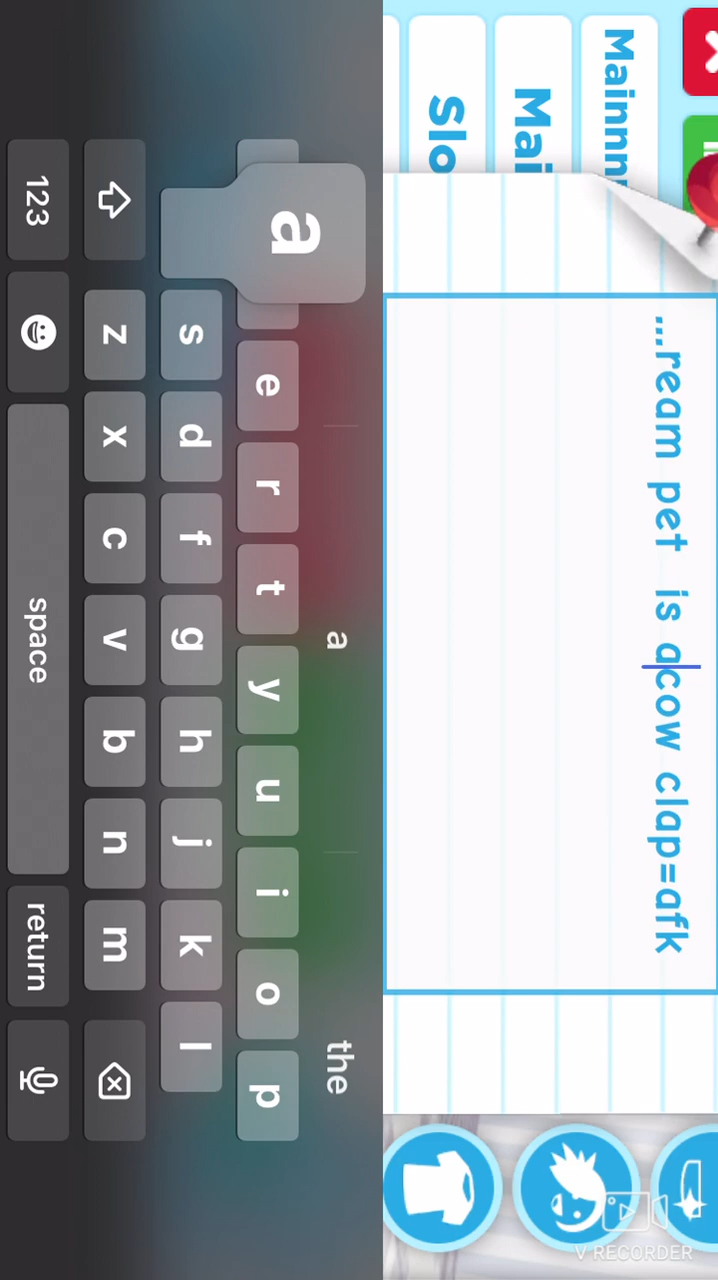 Mainnn
Mai
Slo
...ream pet is acow clap=afk
a
the
a
e r t y u i o p
s d f g h j k l
z x c v b n m
123
space
return
V RECORDER